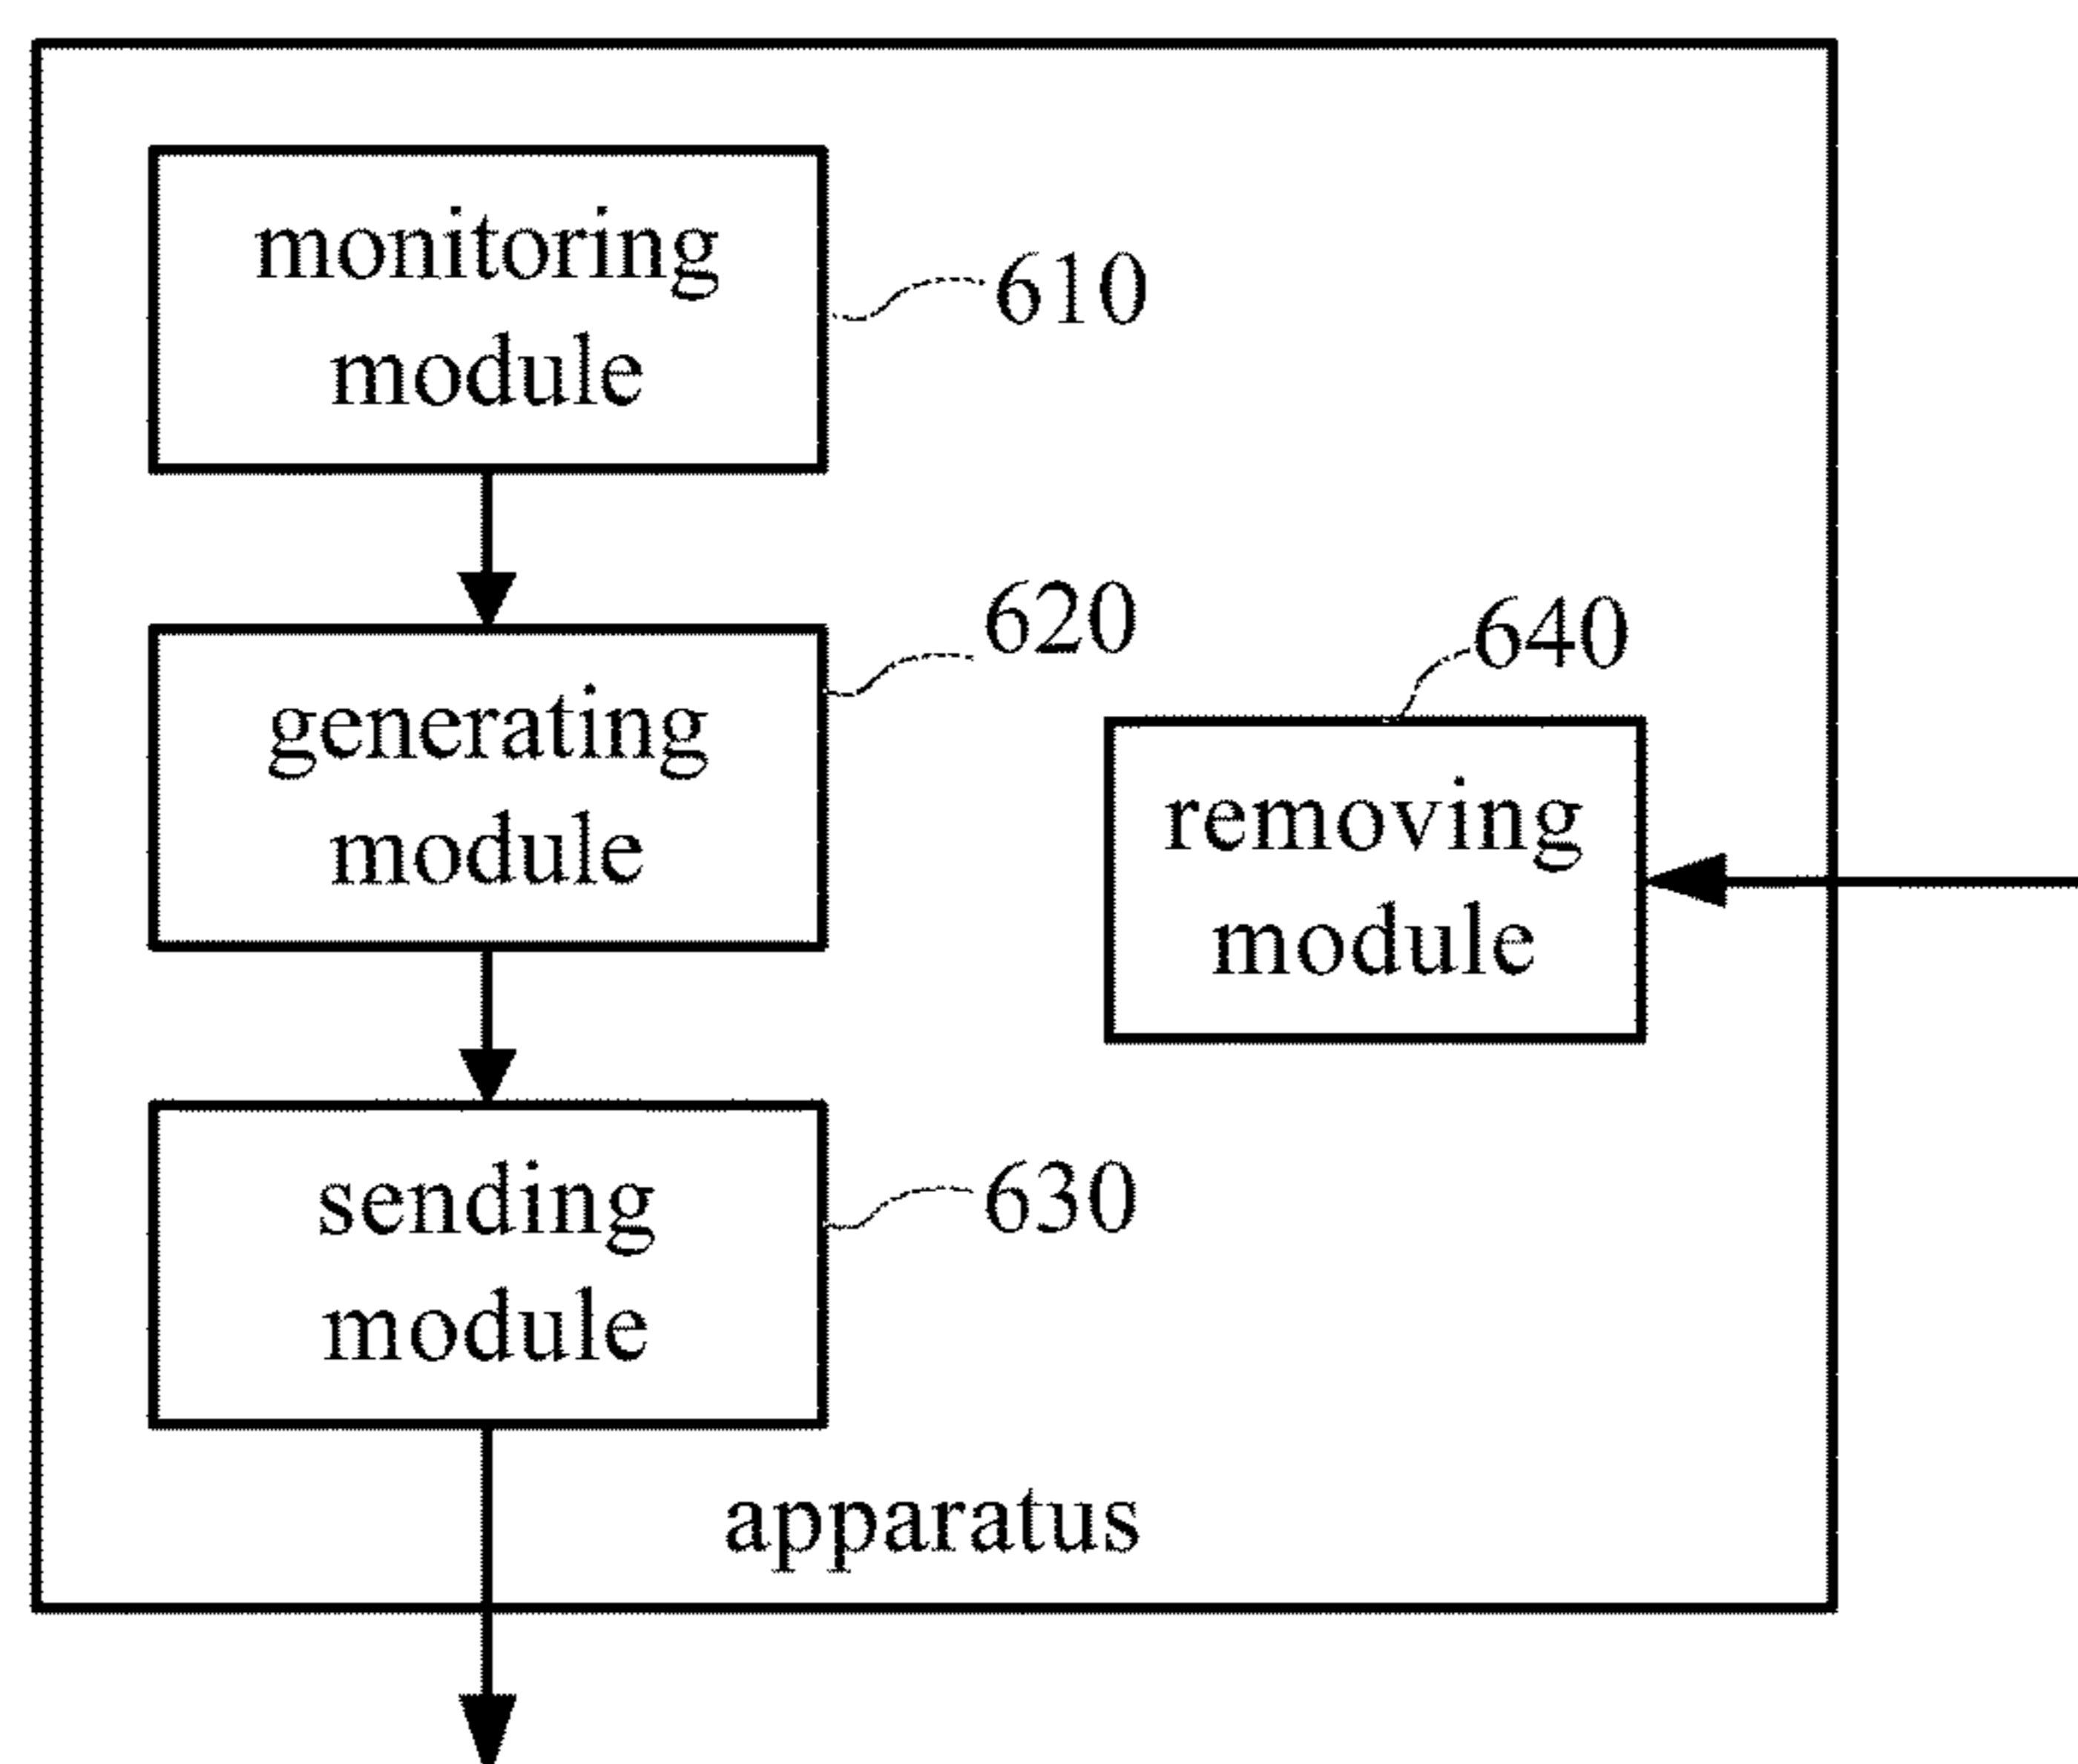 monitoring
module
610
generating
module
620
640
removing
module
sending
module
630
apparatus